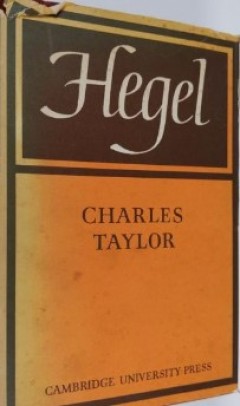 Hegel
CHARLES
TAYLOR
CAMBRIDGE UNIVERSITY PRESS